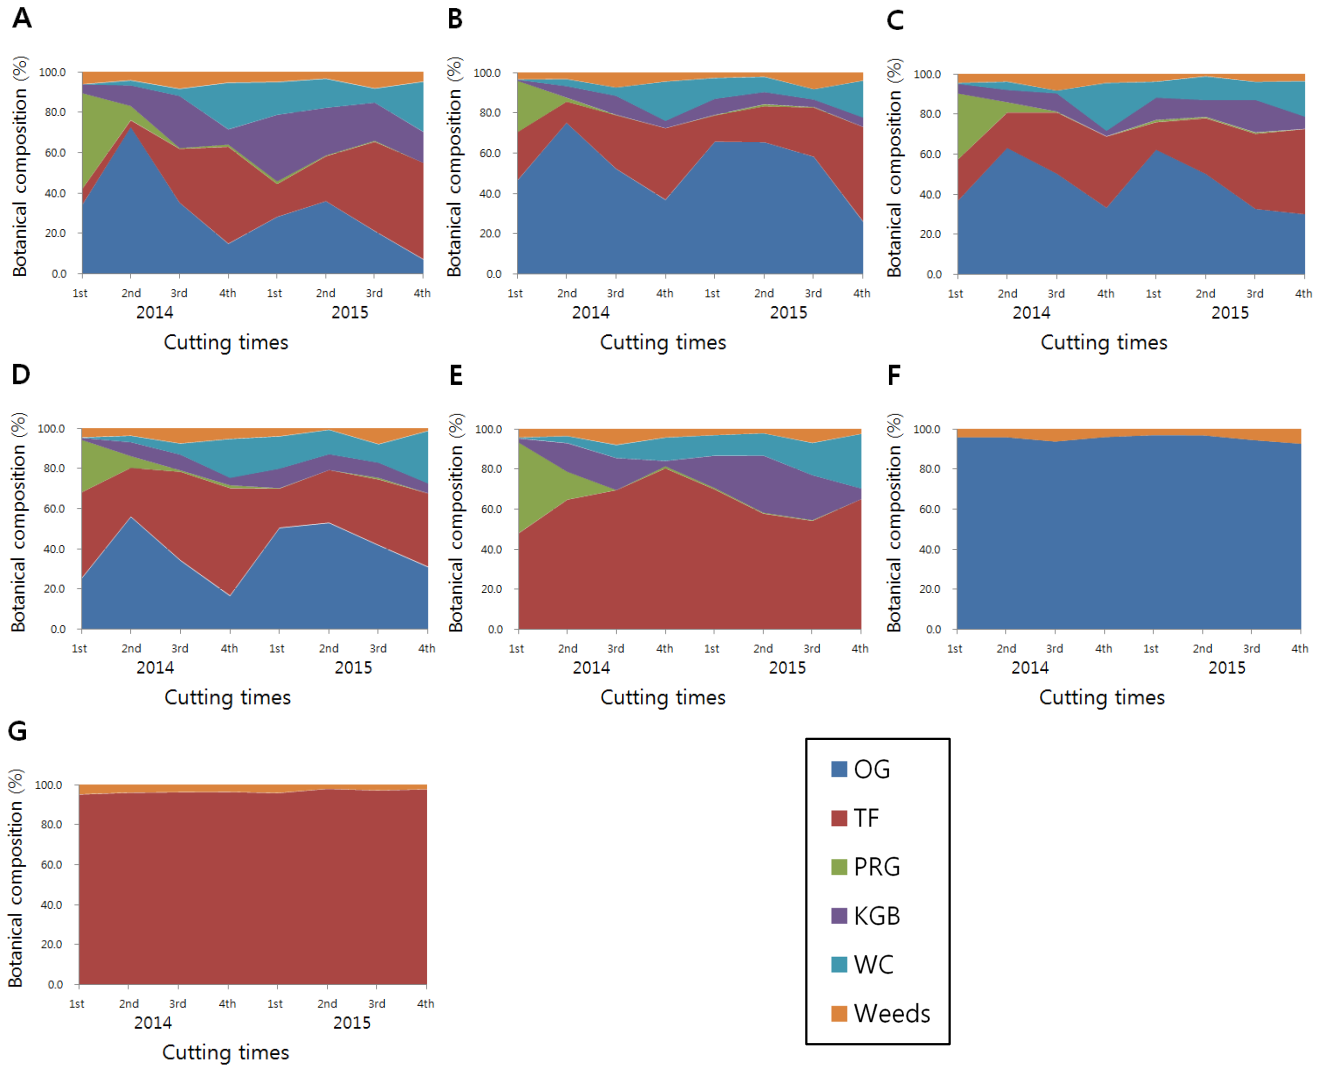 A
Botanical composition (%)
100.0
80.0
60.0
40.0
20.0
0.0
1st 2nd 3rd 4th 1st 2nd 3rd 4th
2014 2015
Cutting times
B
Botanical composition (%)
100.0
80.0
60.0
40.0
20.0
0.0
1st 2nd 3rd 4th 1st 2nd 3rd 4th
2014 2015
Cutting times
C
Botanical composition (%)
100.0
80.0
60.0
40.0
20.0
0.0
1st 2nd 3rd 4th 1st 2nd 3rd 4th
2014 2015
Cutting times
D
Botanical composition (%)
100.0
80.0
60.0
40.0
20.0
0.0
1st 2nd 3rd 4th 1st 2nd 3rd 4th
2014 2015
Cutting times
E
Botanical composition (%)
100.0
80.0
60.0
40.0
20.0
0.0
1st 2nd 3rd 4th 1st 2nd 3rd 4th
2014 2015
Cutting times
F
Botanical composition (%)
100.0
80.0
60.0
40.0
20.0
0.0
1st 2nd 3rd 4th 1st 2nd 3rd 4th
2014 2015
Cutting times
G
Botanical composition (%)
100.0
80.0
60.0
40.0
20.0
0.0
1st 2nd 3rd 4th 1st 2nd 3rd 4th
2014 2015
Cutting times
OG
TF
PRG
KGB
WC
Weeds